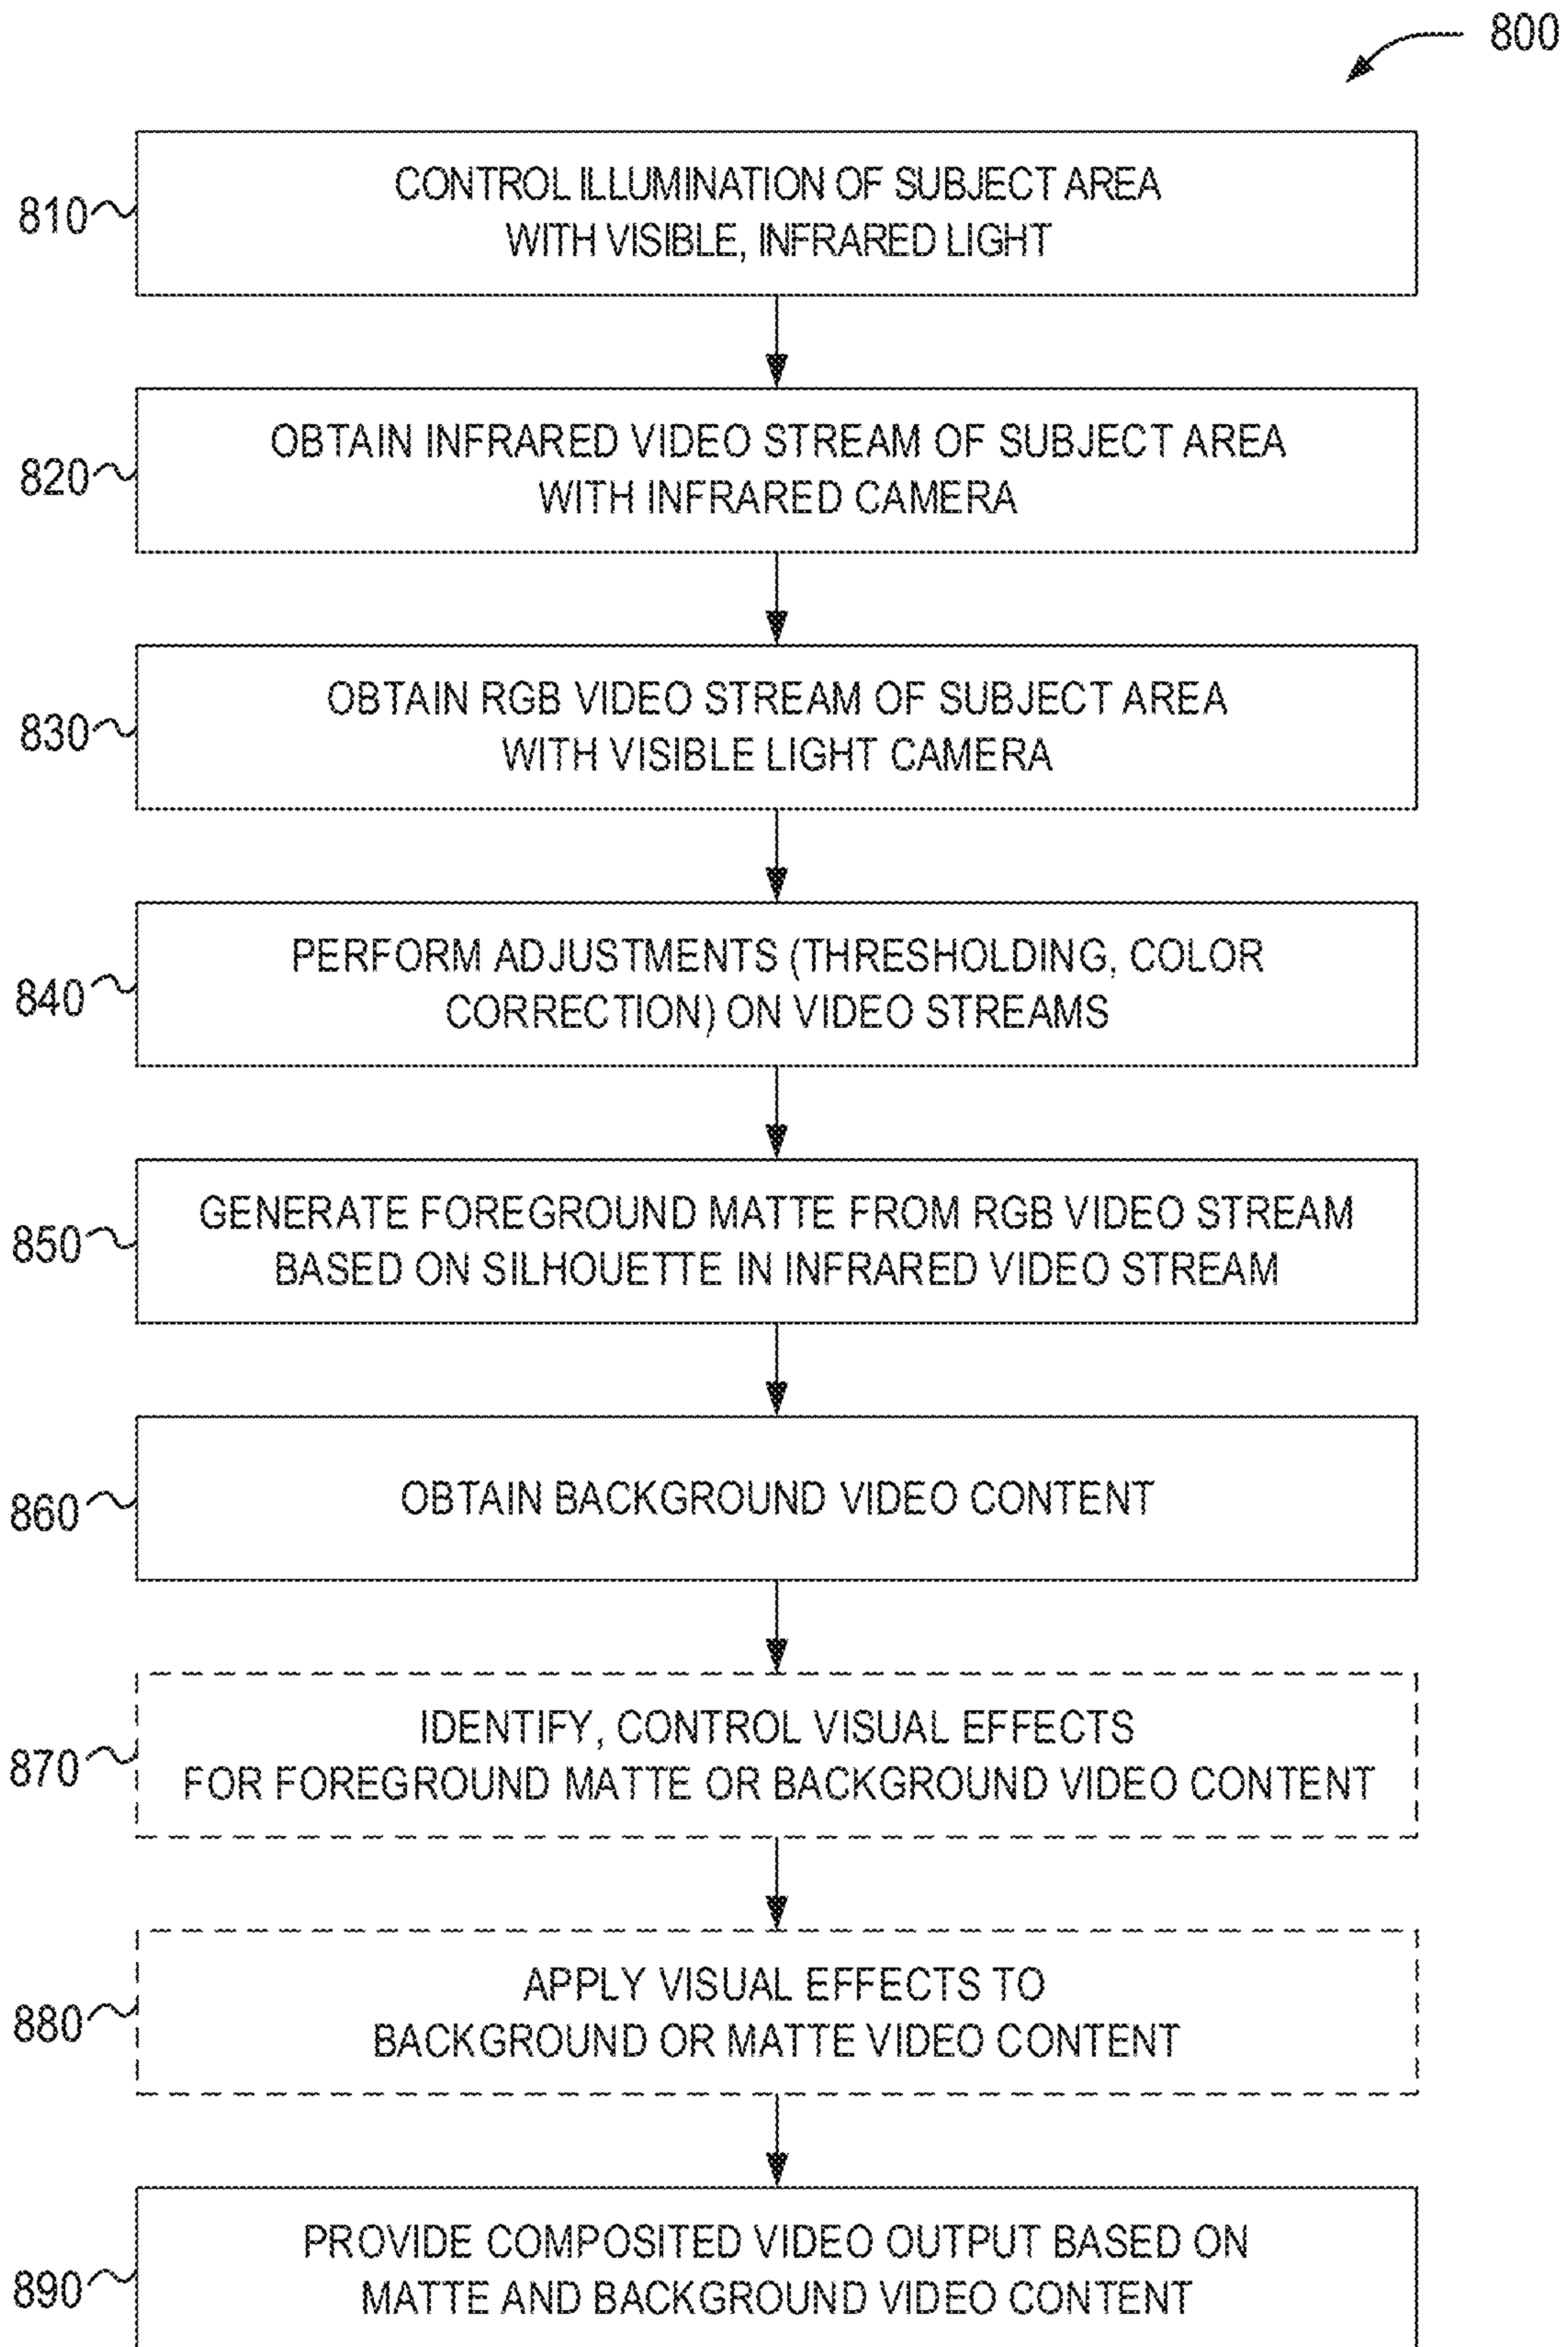 800
810
CONTROL ILLUMINATION OF SUBJECT AREA
WITH VISIBLE, INFRARED LIGHT
820
OBTAIN INFRARED VIDEO STREAM OF SUBJECT AREA
WITH INFRARED CAMERA
830
OBTAIN RGB VIDEO STREAM OF SUBJECT AREA
WITH VISIBLE LIGHT CAMERA
840
PERFORM ADJUSTMENTS (THRESHOLDING, COLOR
CORRECTION) ON VIDEO STREAMS
850
GENERATE FOREGROUND MATTE FROM RGB VIDEO STREAM
BASED ON SILHOUETTE IN INFRARED VIDEO STREAM
860
OBTAIN BACKGROUND VIDEO CONTENT
870
IDENTIFY, CONTROL VISUAL EFFECTS
FOR FOREGROUND MATTE OR BACKGROUND VIDEO CONTENT
880
APPLY VISUAL EFFECTS TO
BACKGROUND OR MATTE VIDEO CONTENT
890
PROVIDE COMPOSITED VIDEO OUTPUT BASED ON
MATTE AND BACKGROUND VIDEO CONTENT